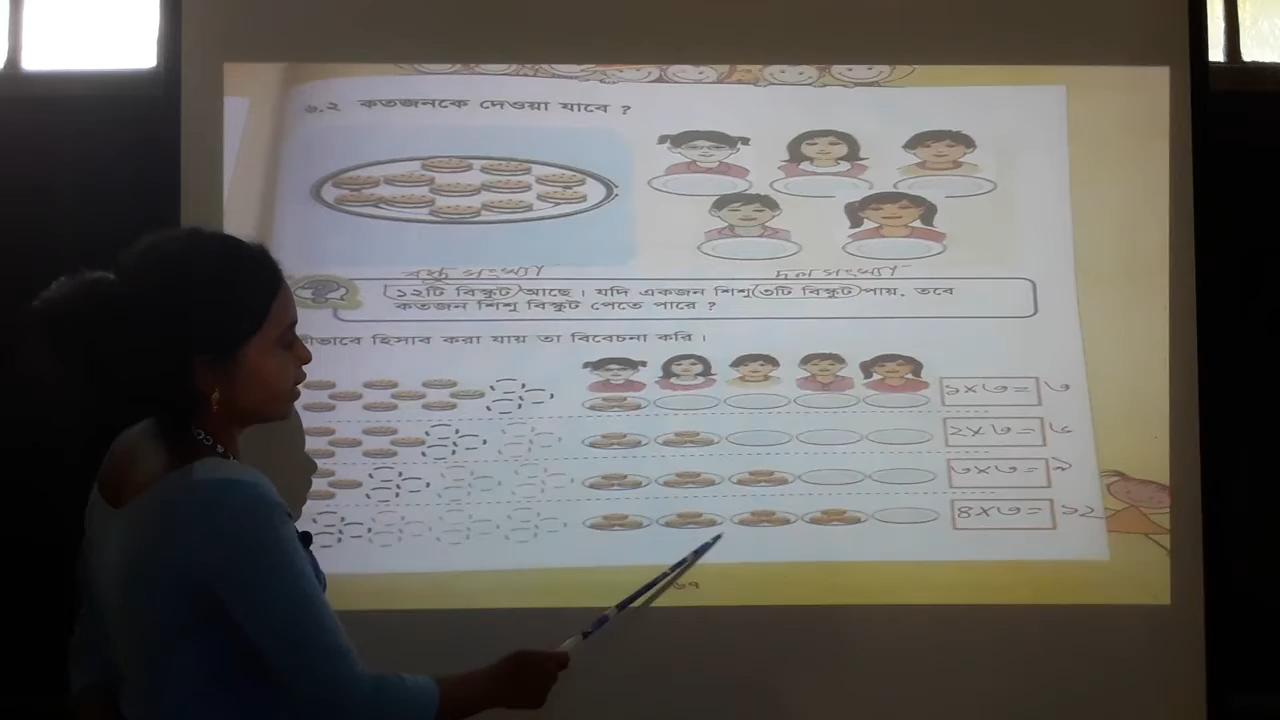 ৬.২ কতজনকে দেওয়া যাবে ?
বস্তু সংখ্যা দল সংখ্যা
১২টি বিস্কুট আছে। যদি একজন শিশু ৩টি বিস্কুট পায়, তবে
কতজন শিশু বিস্কুট পেতে পারে ?
কীভাবে হিসাব করা যায় তা বিবেচনা করি।
১×৩= ৩
২×৩= ৬
৩×৩= ৯
৪×৩= ১২
৬৭